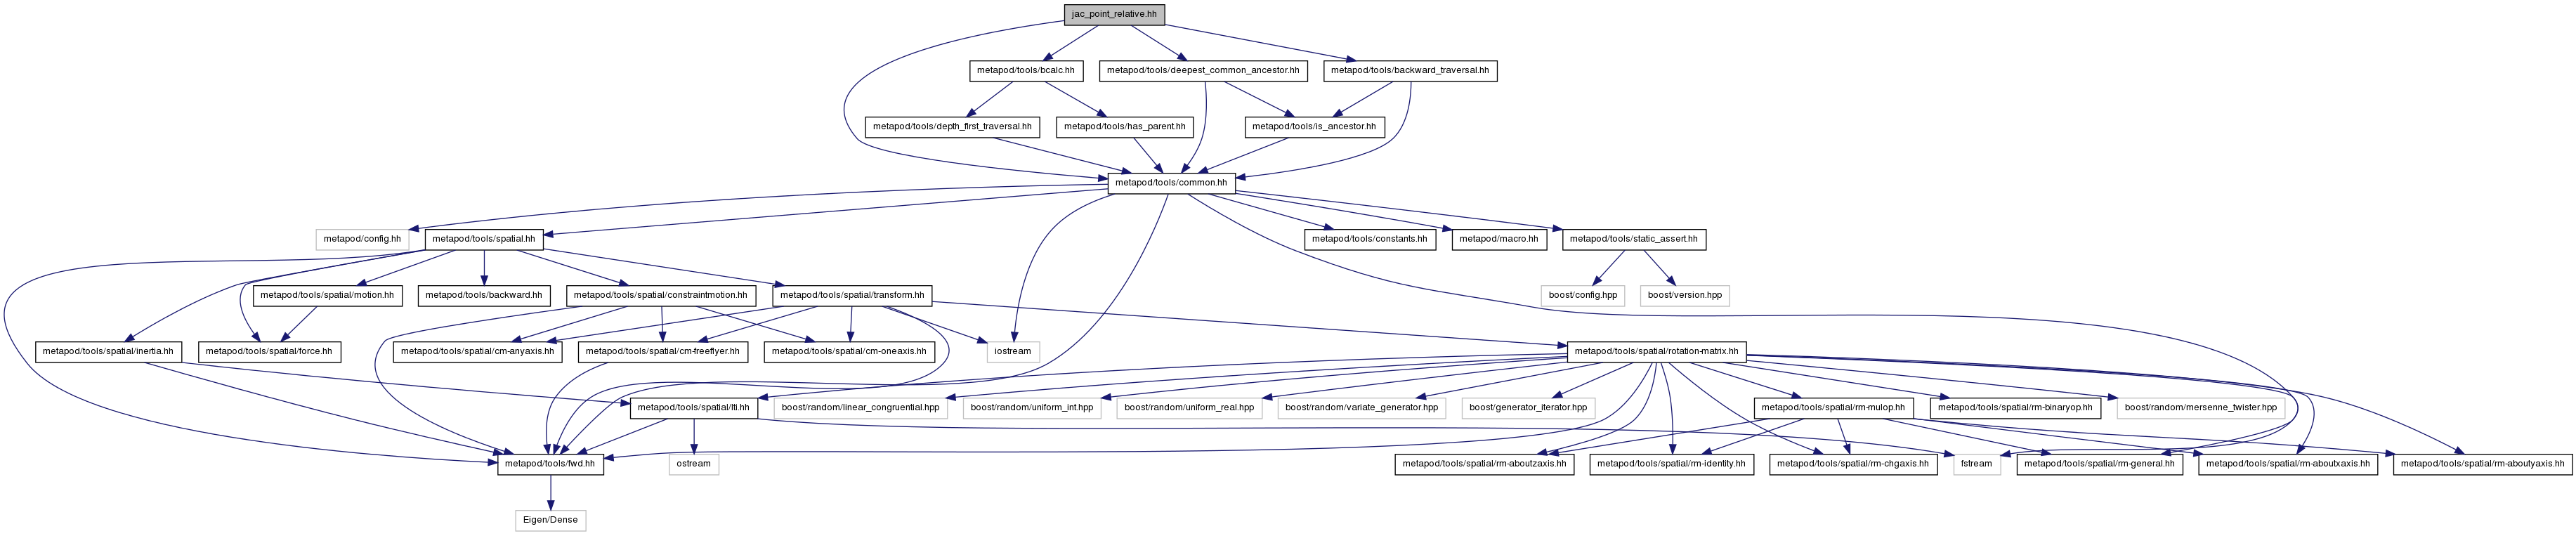 jac_point_relative.hh
metapod/tools/bcalc.hh
metapod/tools/deepest_common_ancestor.hh
metapod/tools/backward_traversal.hh
metapod/tools/depth_first_traversal.hh
metapod/tools/has_parent.hh
metapod/tools/is_ancestor.hh
metapod/tools/common.hh
metapod/config.hh
metapod/tools/spatial.hh
metapod/tools/constants.hh
metapod/macro.hh
metapod/tools/static_assert.hh
metapod/tools/spatial/motion.hh
metapod/tools/backward.hh
metapod/tools/spatial/constraintmotion.hh
metapod/tools/spatial/transform.hh
boost/config.hpp
boost/version.hpp
metapod/tools/spatial/inertia.hh
metapod/tools/spatial/force.hh
metapod/tools/spatial/cm-anyaxis.hh
metapod/tools/spatial/cm-freeflyer.hh
metapod/tools/spatial/cm-oneaxis.hh
iostream
metapod/tools/spatial/rotation-matrix.hh
metapod/tools/spatial/lti.hh
boost/random/linear_congruential.hpp
boost/random/uniform_int.hpp
boost/random/uniform_real.hpp
boost/random/variate_generator.hpp
boost/generator_iterator.hpp
metapod/tools/spatial/rm-mulop.hh
metapod/tools/spatial/rm-binaryop.hh
boost/random/mersenne_twister.hpp
metapod/tools/fwd.hh
ostream
metapod/tools/spatial/rm-aboutzaxis.hh
metapod/tools/spatial/rm-identity.hh
metapod/tools/spatial/rm-chgaxis.hh
fstream
metapod/tools/spatial/rm-general.hh
metapod/tools/spatial/rm-aboutxaxis.hh
metapod/tools/spatial/rm-aboutyaxis.hh
Eigen/Dense